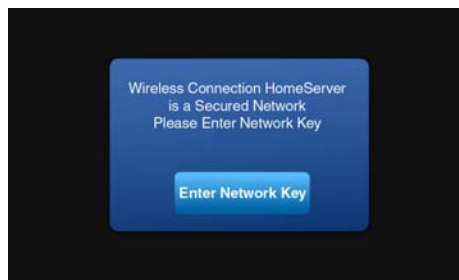 Wireless Connection HomeServer
is a Secured Network
Please Enter Network Key
Enter Network Key